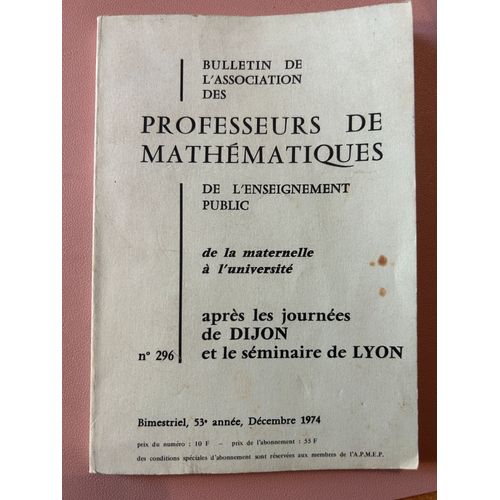 BULLETIN DE
L'ASSOCIATION
DES
PROFESSEURS DE
MATHÉMATIQUES
DE L'ENSEIGNEMENT
PUBLIC
de la maternelle
à l'université
après les journées
de DIJON
n° 296 et le séminaire de LYON
Bimestriel, 53e année, Décembre 1974
prix du numéro : 10 F – prix de l'abonnement : 55 F
des conditions spéciales d'abonnement sont réservées aux membres de l'A.P.M.E.P.